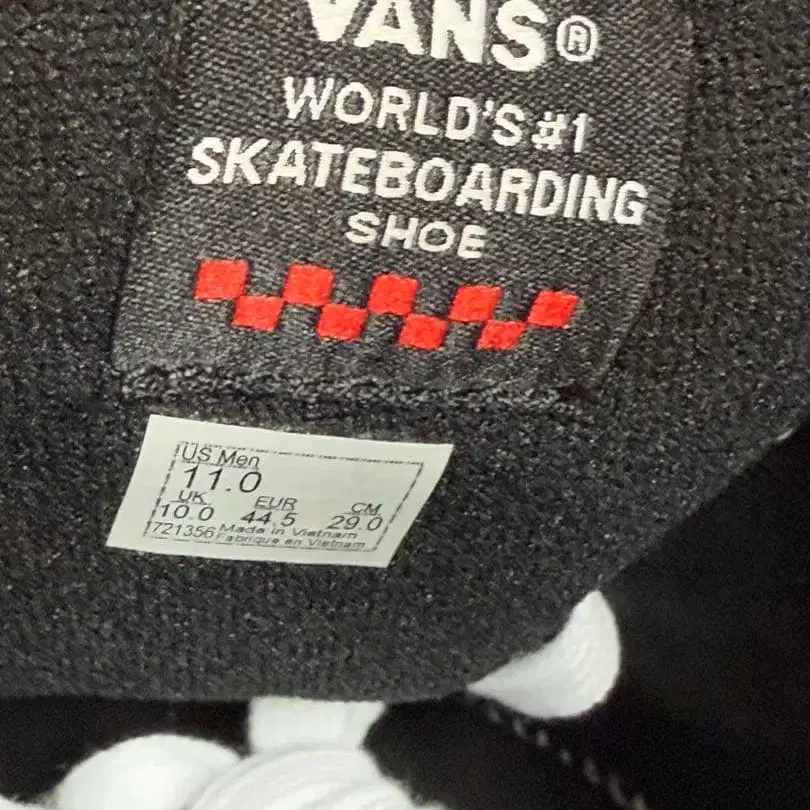 VANS®
WORLD'S #1
SKATEBOARDING
SHOE
US Men
11.0
UK EUR CM
10.0 44.5 29.0
721356 Made in Vietnam
Fabriqué en Vietnam